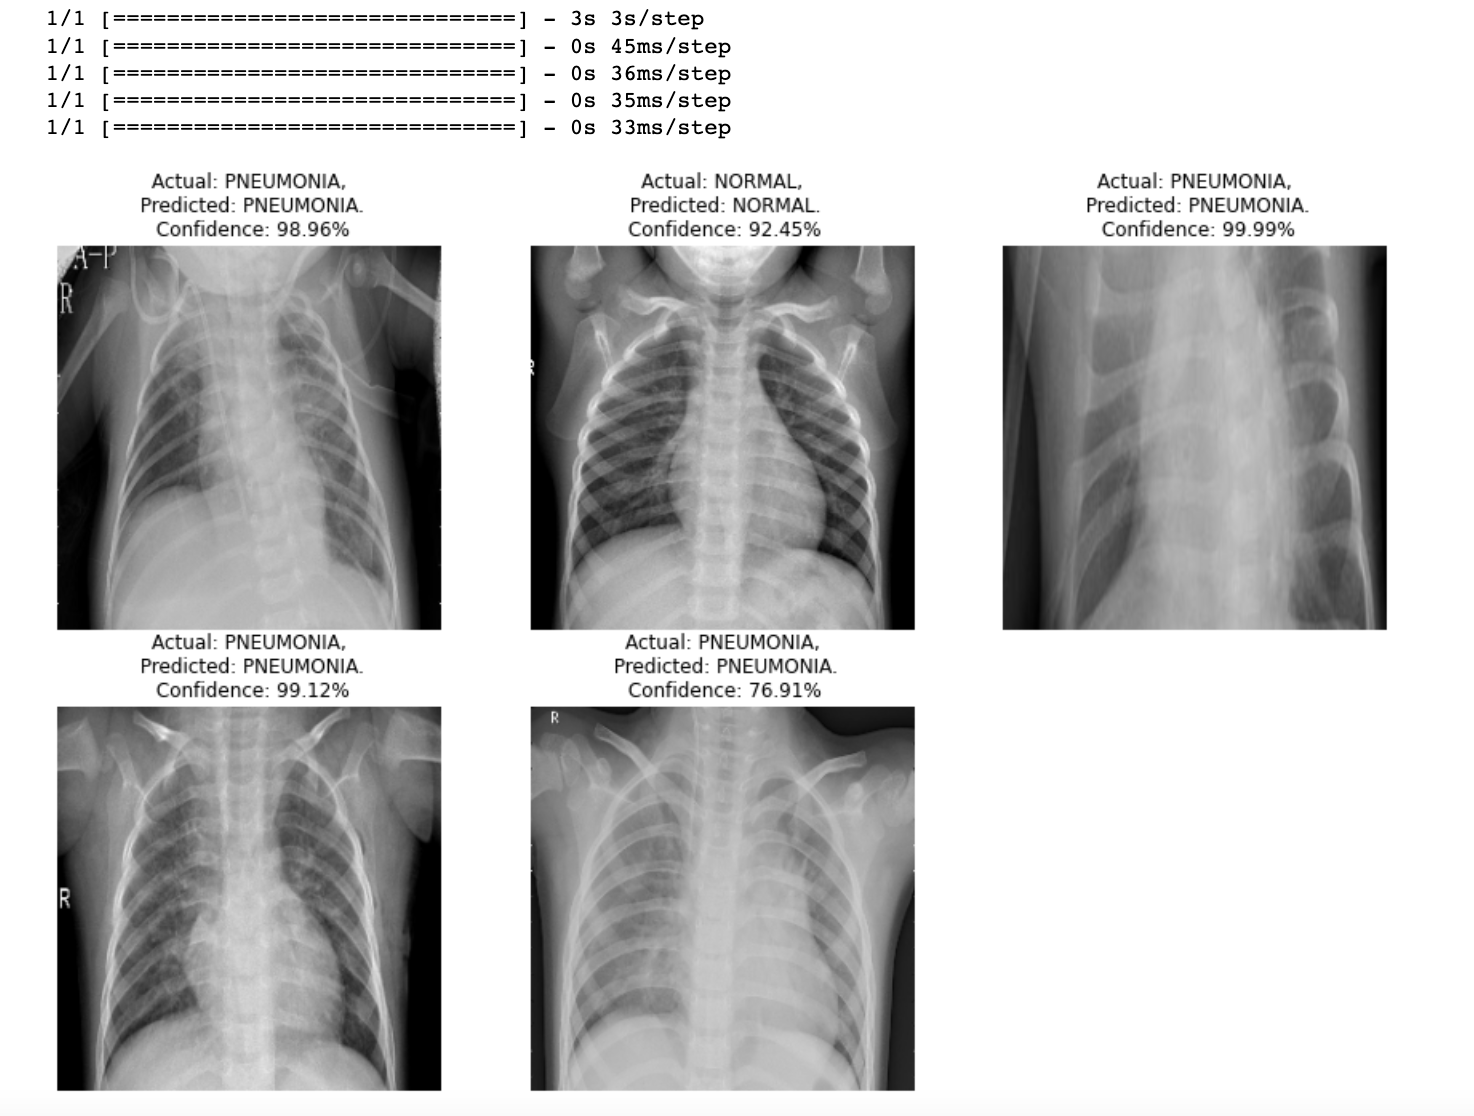 1/1 [==============================] - 3s 3s/step
1/1 [==============================] - 0s 45ms/step
1/1 [==============================] - 0s 36ms/step
1/1 [==============================] - 0s 35ms/step
1/1 [==============================] - 0s 33ms/step
Actual: PNEUMONIA,
Predicted: PNEUMONIA.
Confidence: 98.96%
A-P
R
Actual: NORMAL,
Predicted: NORMAL.
Confidence: 92.45%
R
Actual: PNEUMONIA,
Predicted: PNEUMONIA.
Confidence: 99.99%
Actual: PNEUMONIA,
Predicted: PNEUMONIA.
Confidence: 99.12%
R
Actual: PNEUMONIA,
Predicted: PNEUMONIA.
Confidence: 76.91%
R